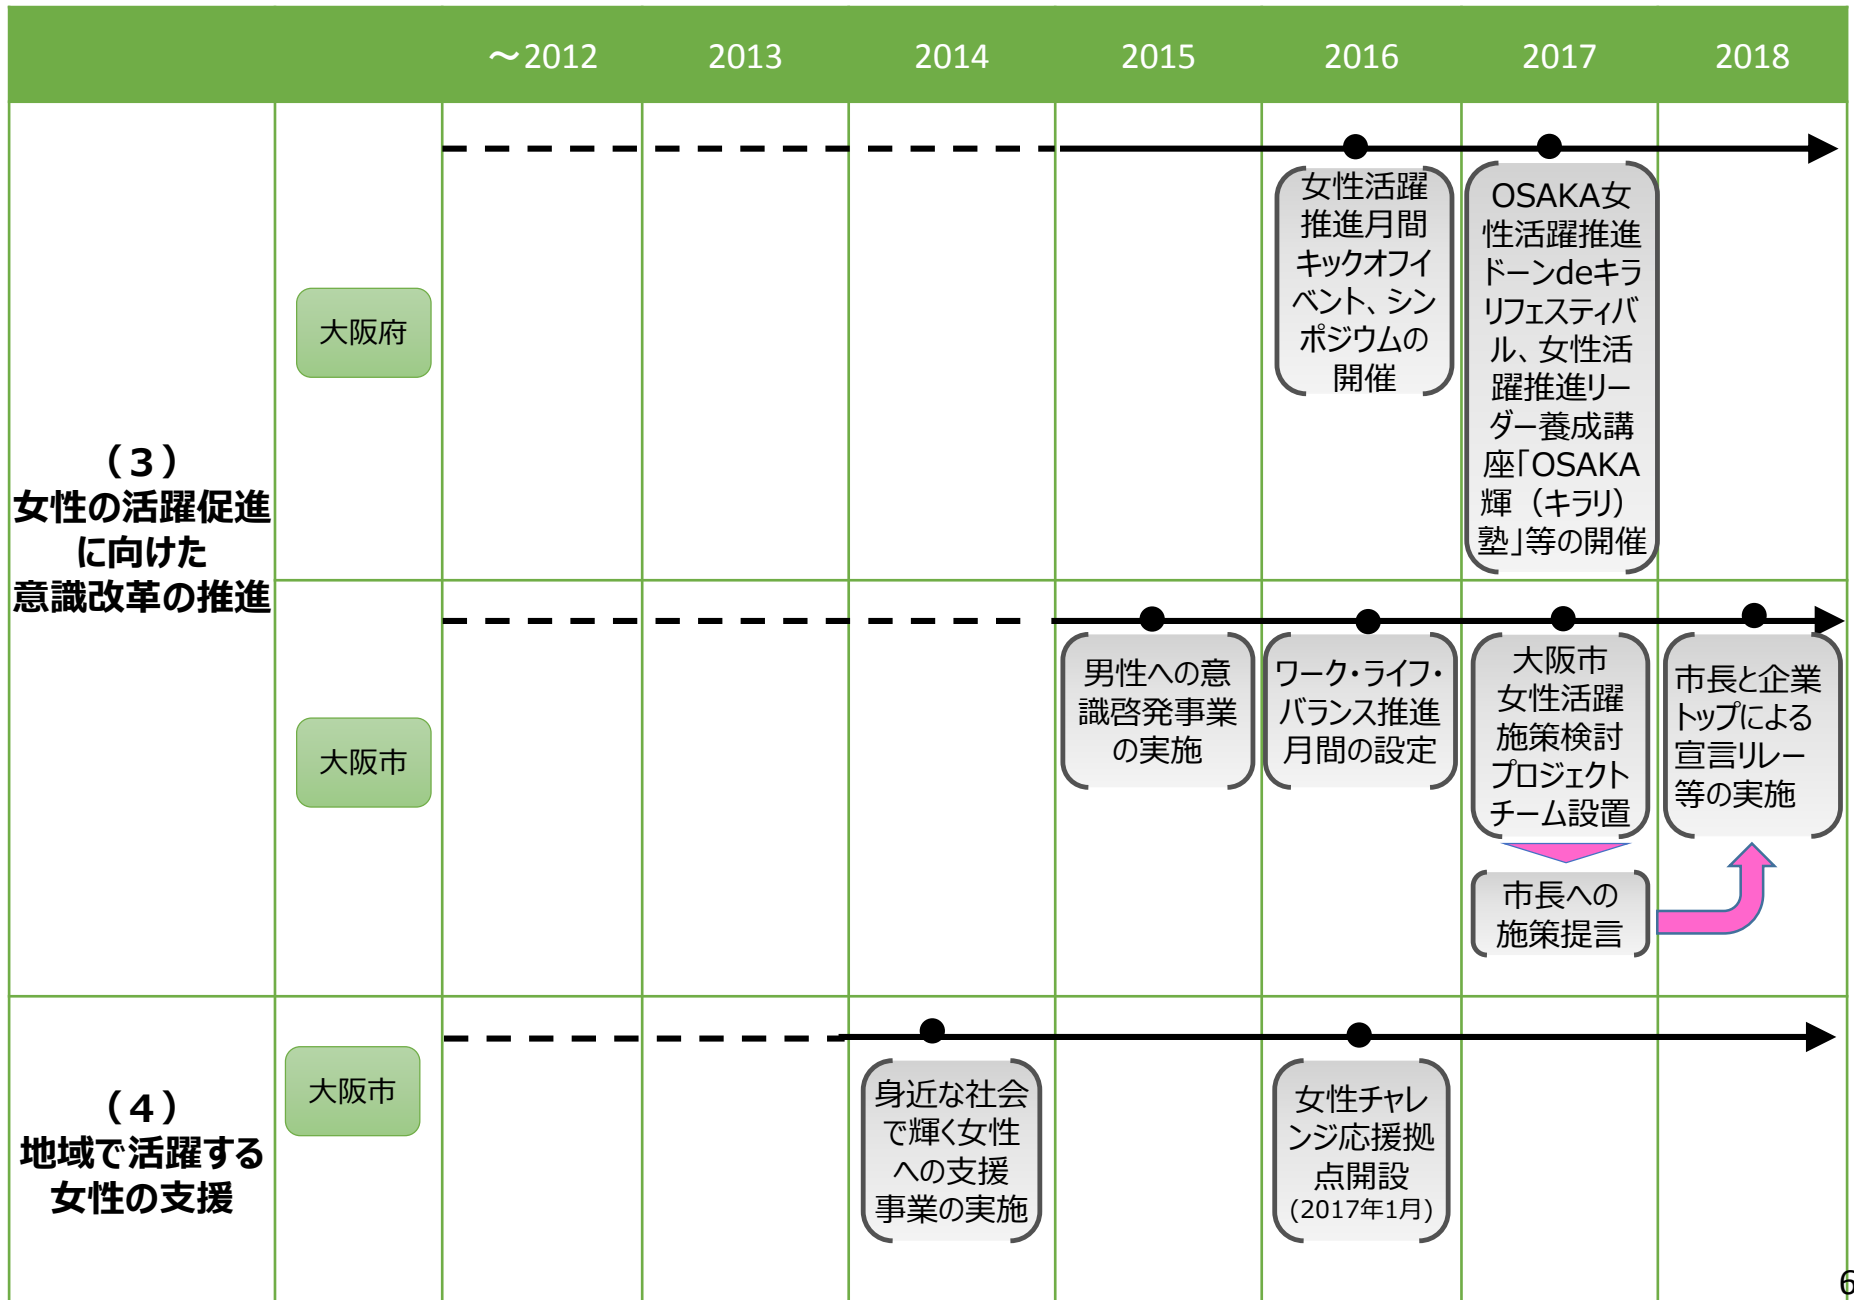 ～2012 2013 2014 2015 2016 2017 2018
（３）
女性の活躍促進
に向けた
意識改革の推進
大阪府
女性活躍
推進月間
キックオフイ
ベント、シン
ポジウムの
開催
OSAKA女
性活躍推進
ドーンdeキラ
リフェスティバ
ル、女性活
躍推進リー
ダー養成講
座「OSAKA
輝（キラリ）
塾」等の開催
大阪市
男性への意
識啓発事業
の実施
ワーク・ライフ・
バランス推進
月間の設定
大阪市
女性活躍
施策検討
プロジェクト
チーム設置
市長への
施策提言
市長と企業
トップによる
宣言リレー
等の実施
（４）
地域で活躍する
女性の支援
大阪市
身近な社会
で輝く女性
への支援
事業の実施
女性チャレ
ンジ応援拠
点開設
(2017年1月)
6